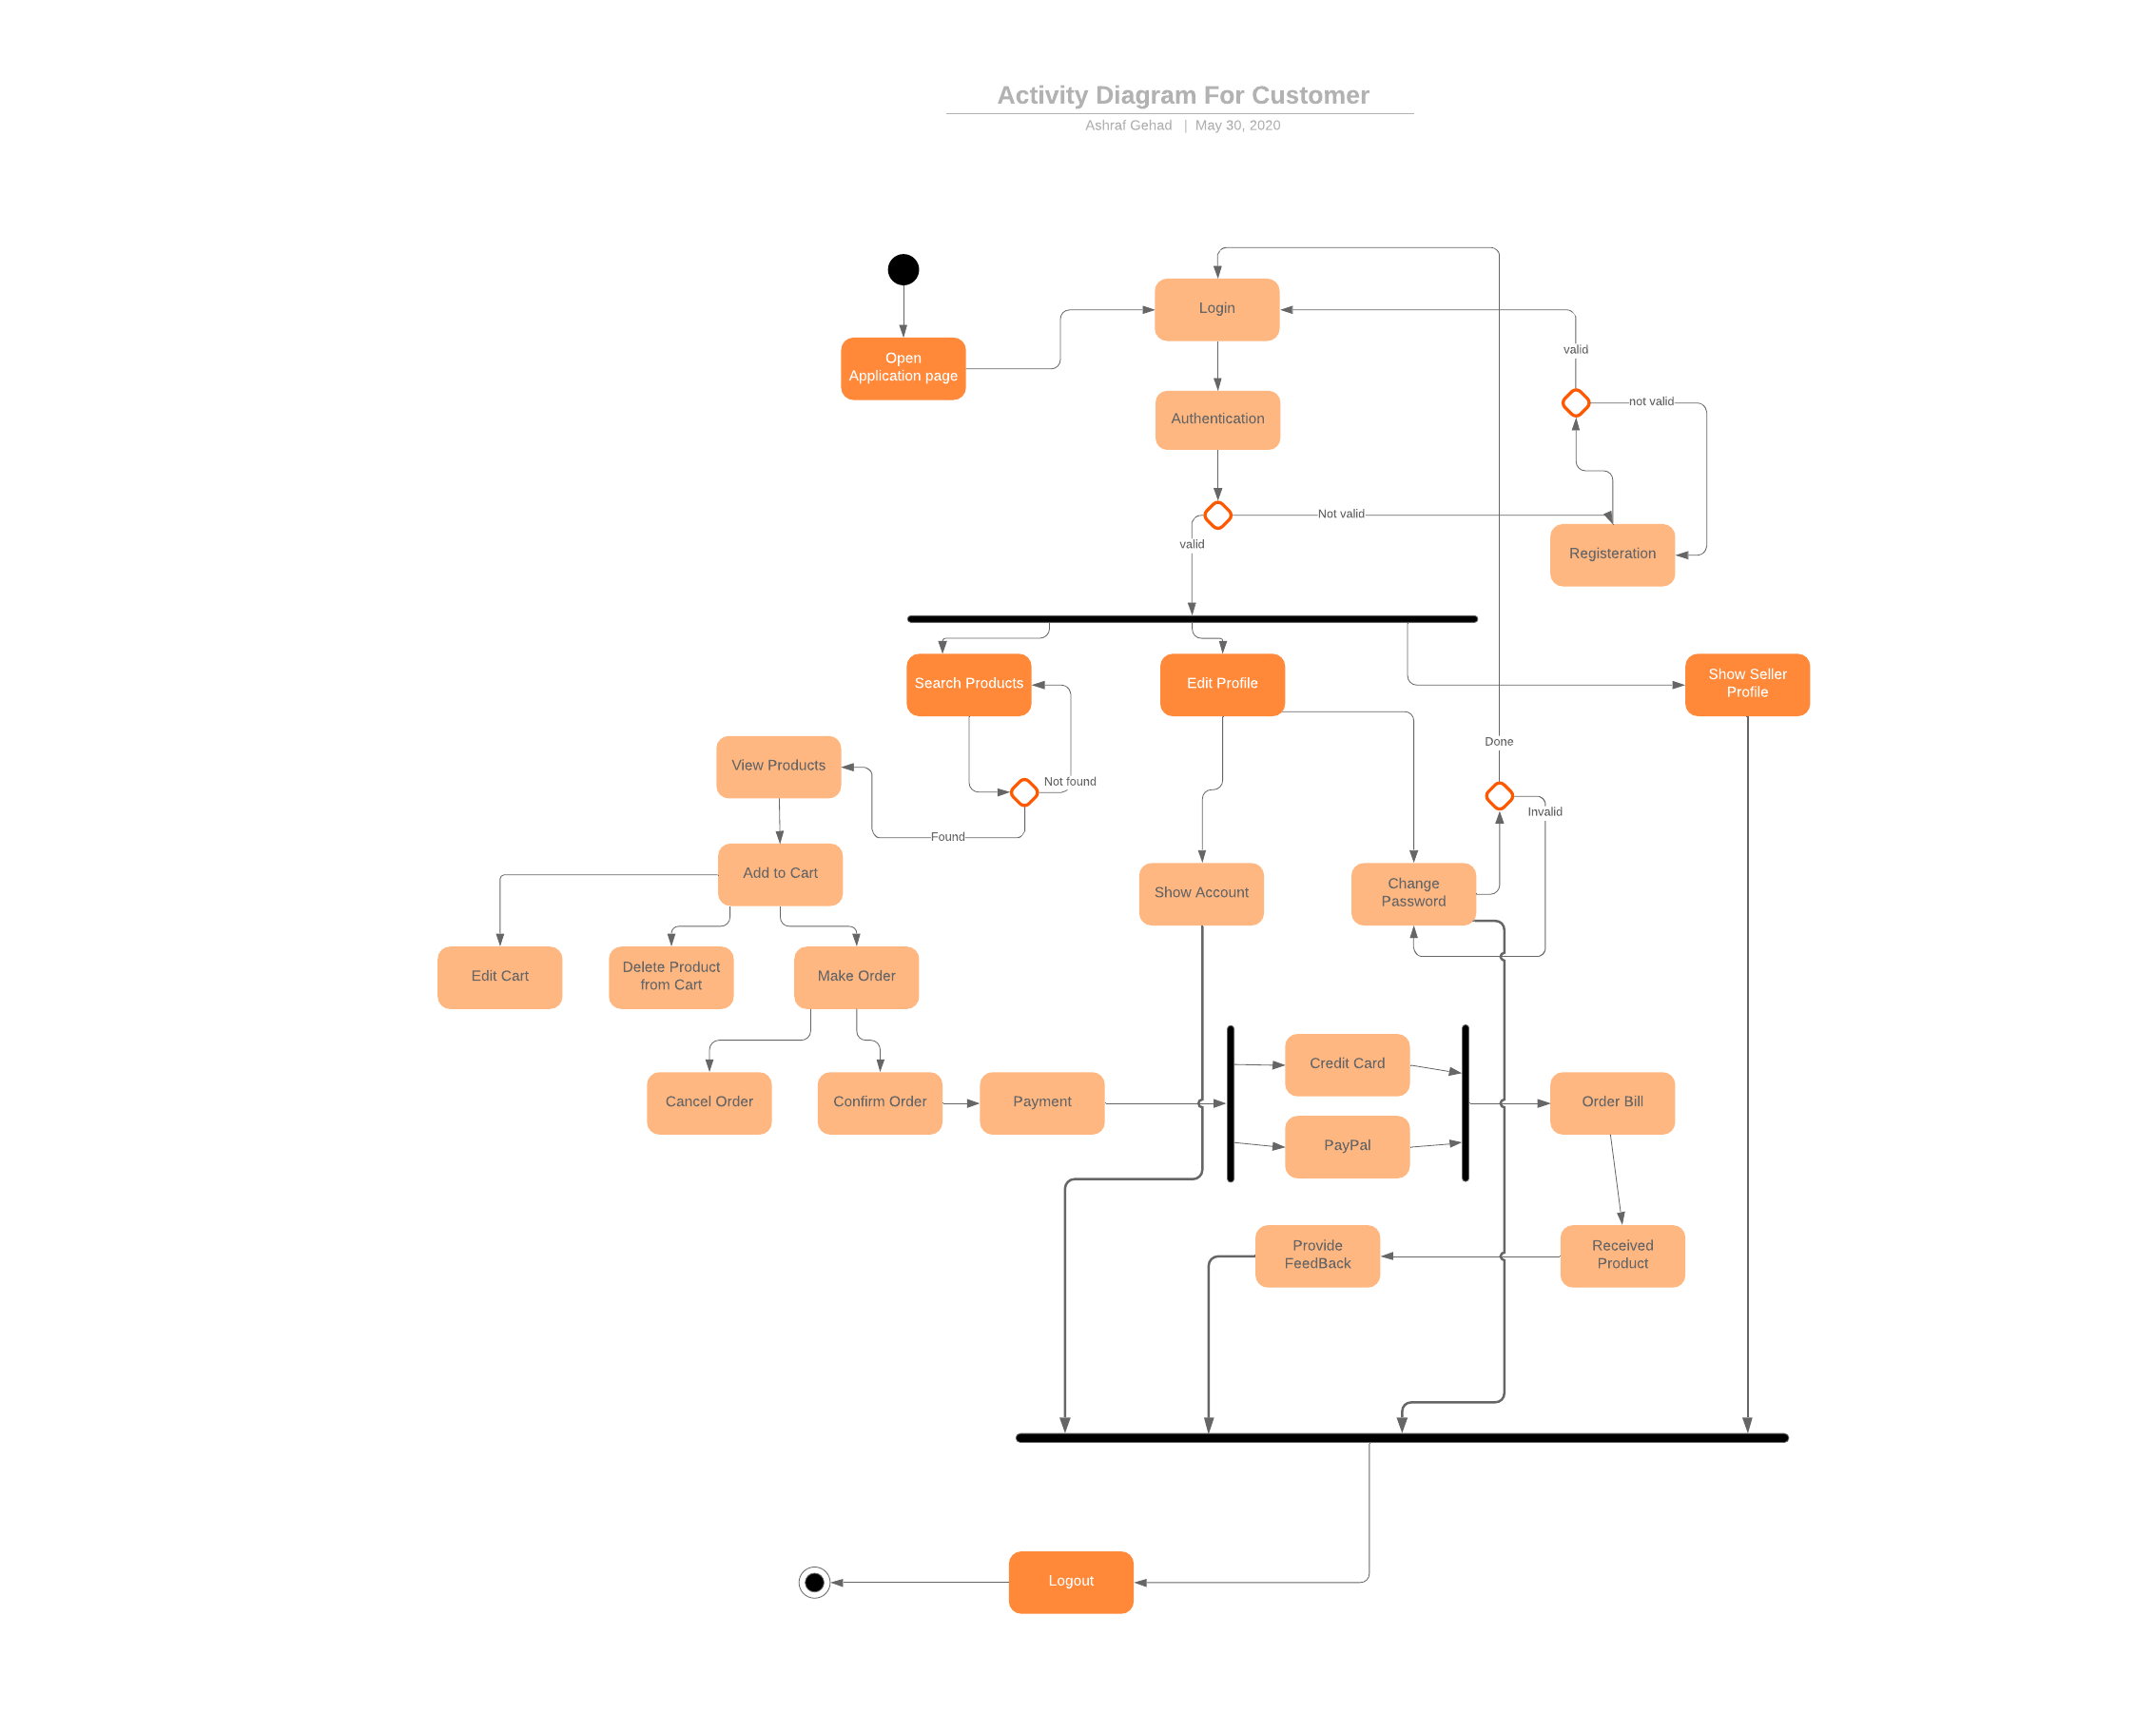 Activity Diagram For Customer
Ashraf Gehad | May 30, 2020
Login
Open
Application page
valid
not valid
Authentication
Not valid
valid
Registeration
Search Products
Edit Profile
Show Seller
Profile
Done
View Products
Not found
Invalid
Found
Add to Cart
Show Account
Change
Password
Edit Cart
Delete Product
from Cart
Make Order
Credit Card
Cancel Order
Confirm Order
Payment
Order Bill
PayPal
Provide
FeedBack
Received
Product
Logout